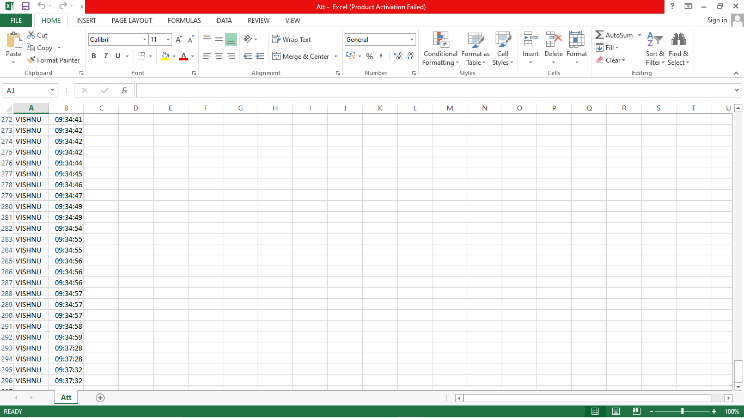 Att - Excel (Product Activation Failed)
FILE HOME INSERT PAGE LAYOUT FORMULAS DATA REVIEW VIEW Sign in
Paste
Cut
Copy
Format Painter
Clipboard
Calibri 11
B I U
Font
Wrap Text
Merge & Center
Alignment
General
% ,
Number
Conditional Formatting
Format as Table
Cell Styles
Styles
Insert Delete Format
Cells
AutoSum
Fill
Clear
Sort & Filter
Find & Select
Editing
A1 fx
A B C D E F G H I J K L M N O P Q R S T U
272 VISHNU 09:34:41
273 VISHNU 09:34:42
274 VISHNU 09:34:42
275 VISHNU 09:34:42
276 VISHNU 09:34:44
277 VISHNU 09:34:45
278 VISHNU 09:34:46
279 VISHNU 09:34:47
280 VISHNU 09:34:49
281 VISHNU 09:34:49
282 VISHNU 09:34:54
283 VISHNU 09:34:55
284 VISHNU 09:34:55
285 VISHNU 09:34:56
286 VISHNU 09:34:56
287 VISHNU 09:34:56
288 VISHNU 09:34:57
289 VISHNU 09:34:57
290 VISHNU 09:34:57
291 VISHNU 09:34:58
292 VISHNU 09:34:59
293 VISHNU 09:37:28
294 VISHNU 09:37:28
295 VISHNU 09:37:32
296 VISHNU 09:37:32
Att
READY 100%